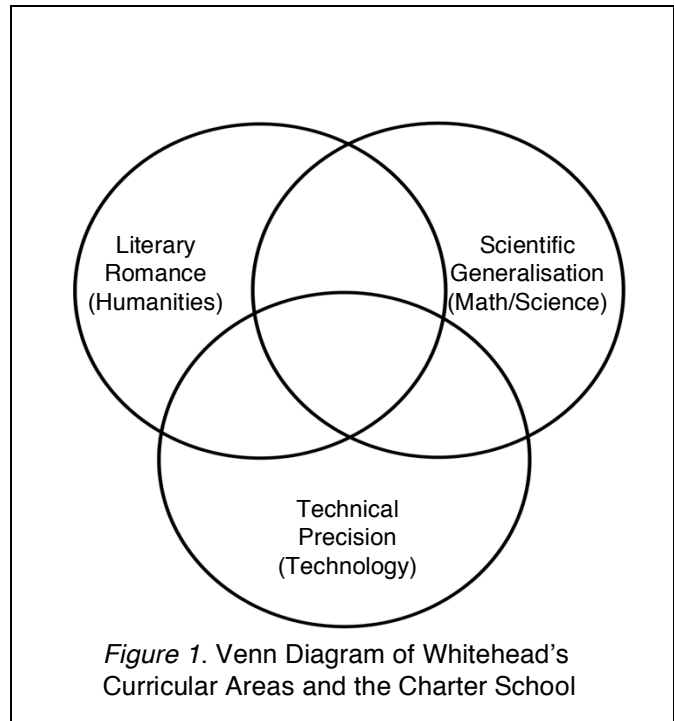 Literary
Romance
(Humanities)
Scientific
Generalisation
(Math/Science)
Technical
Precision
(Technology)
Figure 1. Venn Diagram of Whitehead’s
Curricular Areas and the Charter School